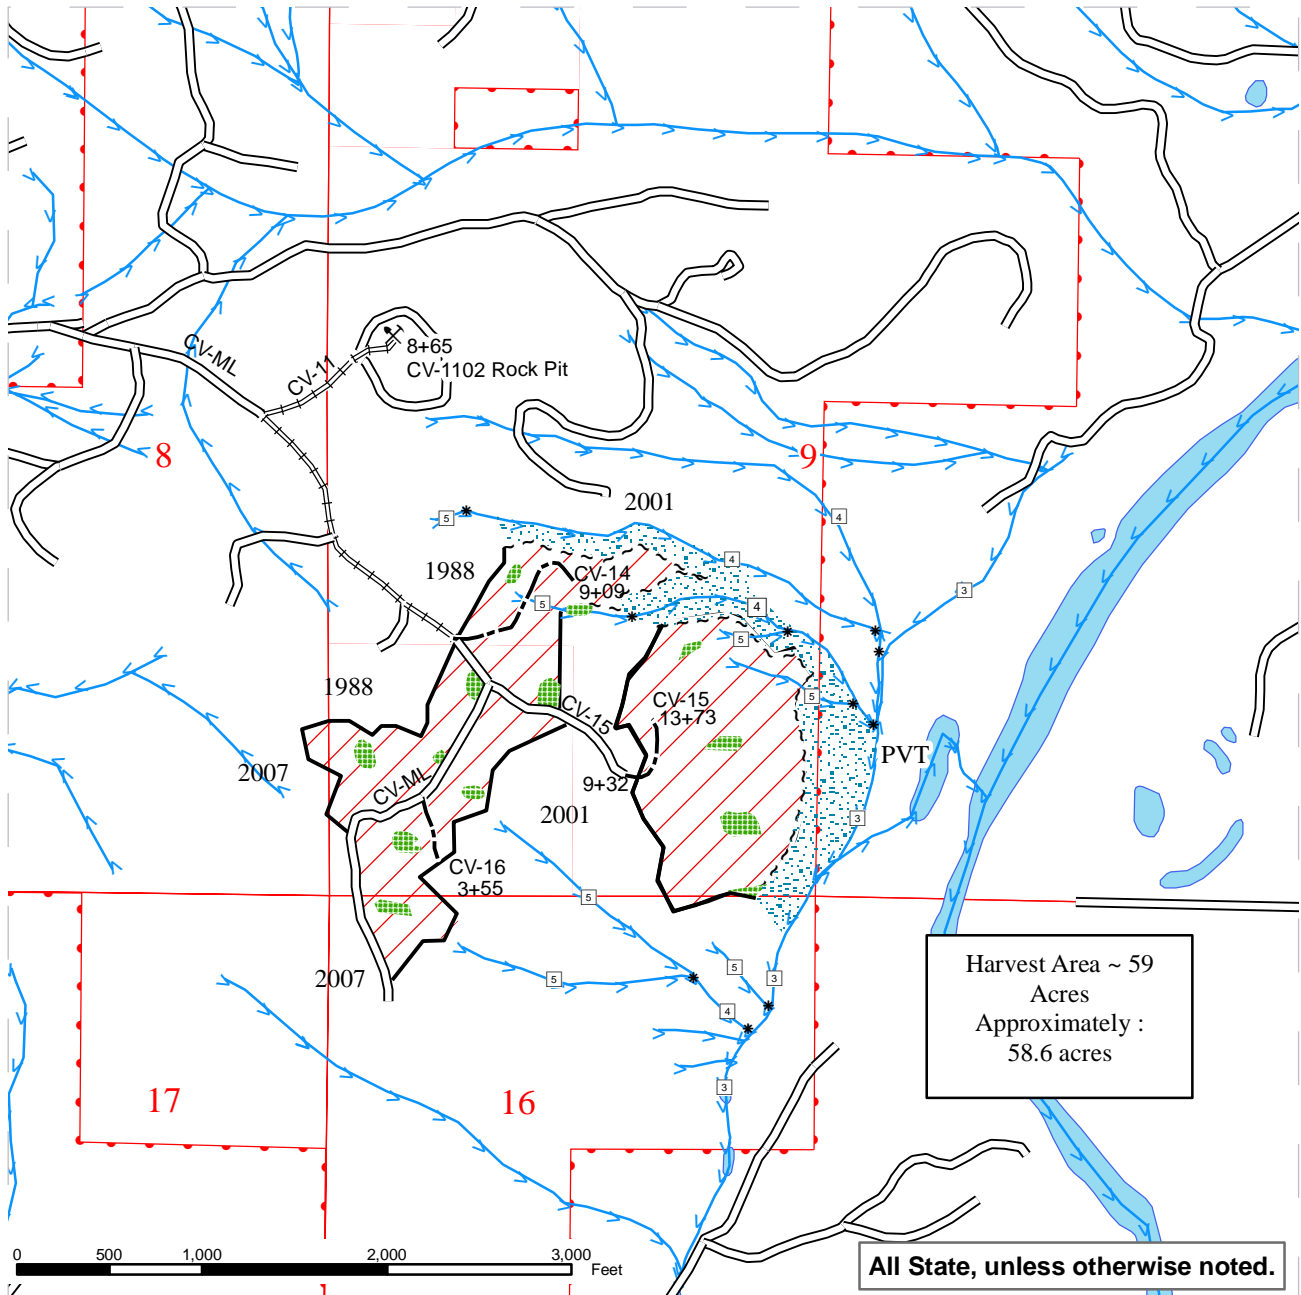 8+65
CV-1102 Rock Pit
CV-ML
CV-11
8
9
2001
5
4
4
1988
CV-14
9+09
5
4
3
5
1988
CV-15
13+73
5
CV-15
PVT
2007
CV-ML
9+32
2001
3
CV-16
3+55
5
2007
5
5
3
4
Harvest Area ~ 59
Acres
Approximately :
58.6 acres
3
17
16
0
500
1,000
2,000
3,000
Feet
All State, unless otherwise noted.